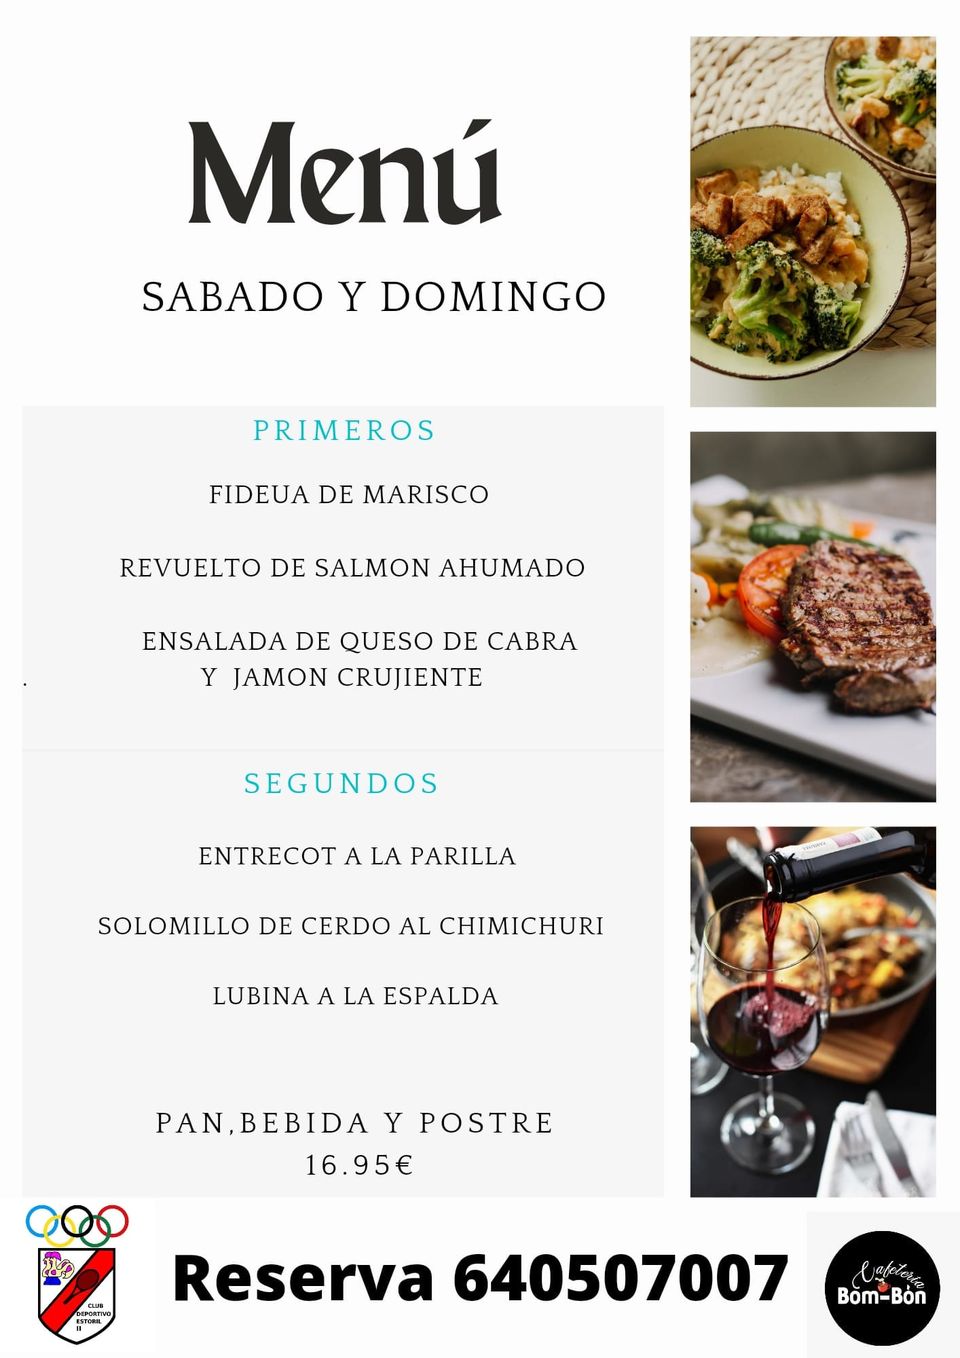 Menú
SABADO Y DOMINGO
PRIMEROS
FIDEUA DE MARISCO
REVUELTO DE SALMON AHUMADO
ENSALADA DE QUESO DE CABRA
. Y JAMON CRUJIENTE
SEGUNDOS
ENTRECOT A LA PARILLA
SOLOMILLO DE CERDO AL CHIMICHURI
LUBINA A LA ESPALDA
PAN,BEBIDA Y POSTRE
16.95€
CLUB
DEPORTIVO
ESTORIL
II
Reserva 640507007
Cafetería
Bom-Bón